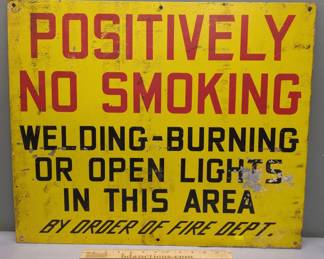 POSITIVELY
NO SMOKING
WELDING-BURNING
OR OPEN LIGHTS
IN THIS AREA
BY ORDER OF FIRE DEPT.